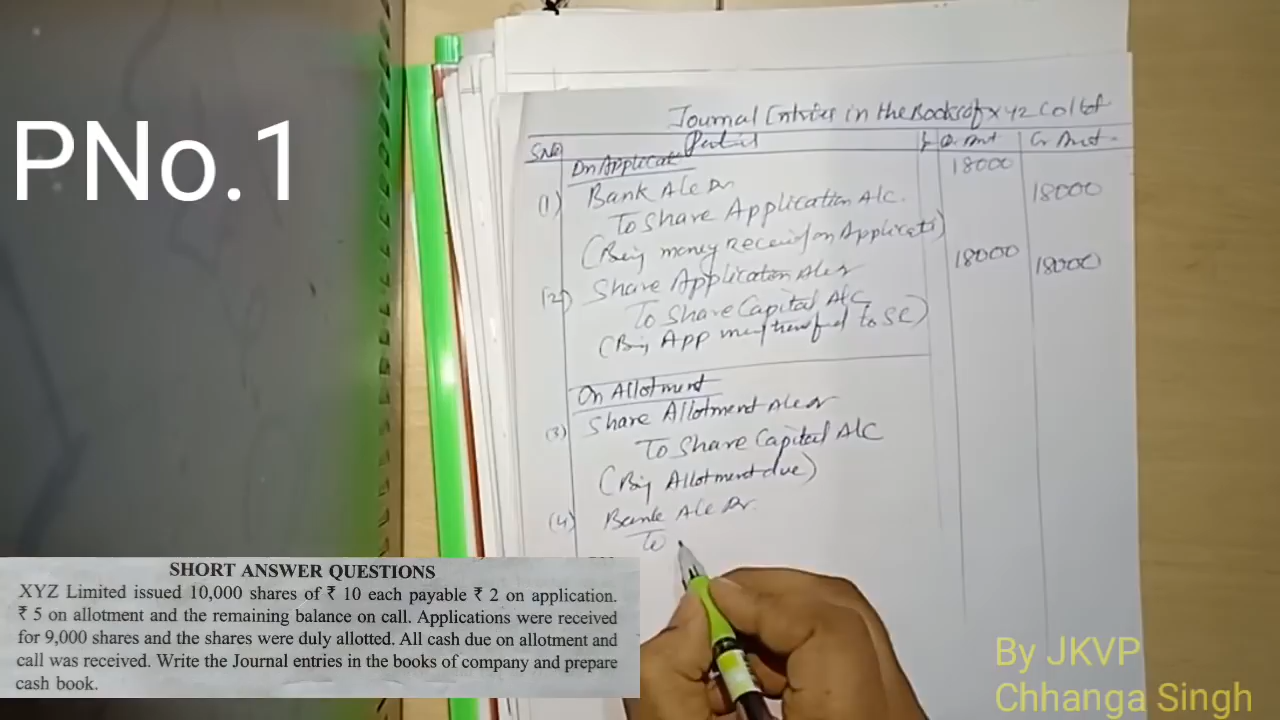 PNo.1
Journal Entries in the Books of XYZ Co Ltd
S.No Dr. Amt Cr Amt.
On Applicati
(1) Bank A/c Dr 18000
To Share Application A/C. 18000
(Being money received on Applicati)
(2) Share Application A/c Dr 18000 18000
To Share Capital A/C
App to SC)
On Allotment
(3) Share Allotment A/c Dr
To Share Capital A/C
(Being Allotment due)
(4) Bank A/c Dr.
To
SHORT ANSWER QUESTIONS
XYZ Limited issued 10,000 shares of ₹ 10 each payable ₹ 2 on application.
₹ 5 on allotment and the remaining balance on call. Applications were received
for 9,000 shares and the shares were duly allotted. All cash due on allotment and
call was received. Write the Journal entries in the books of company and prepare
cash book.
By JKVP
Chhanga Singh